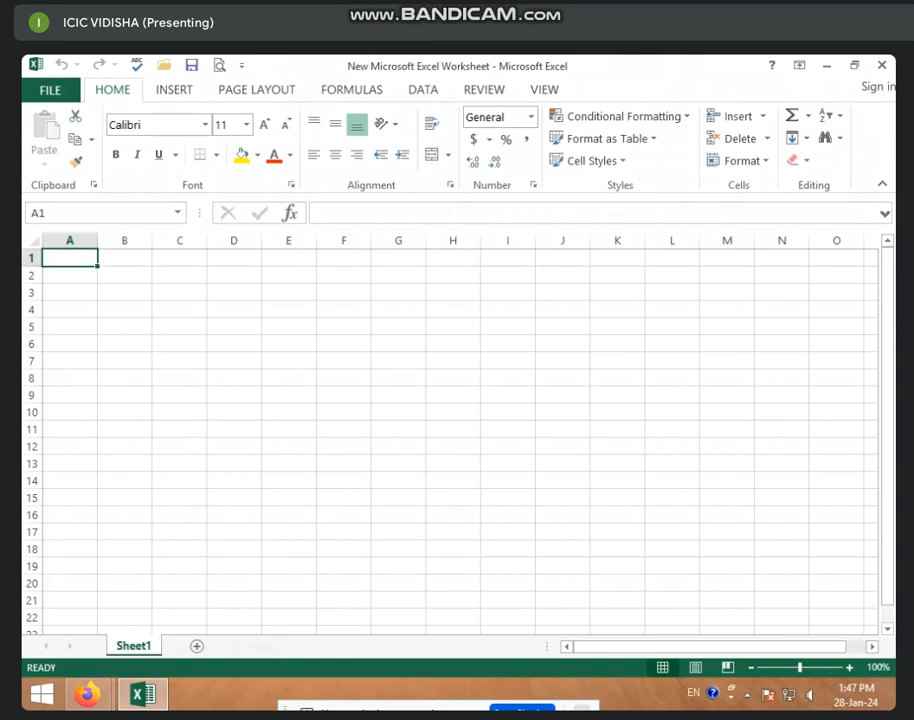 www.BANDICAM.com
I ICIC VIDISHA (Presenting)
New Microsoft Excel Worksheet - Microsoft Excel
FILE HOME INSERT PAGE LAYOUT FORMULAS DATA REVIEW VIEW Sign in
Paste Calibri 11 B I U A General $ % , Conditional Formatting Format as Table Cell Styles Insert Delete Format
Clipboard Font Alignment Number Styles Cells Editing
A1 fx
A B C D E F G H I J K L M N O
1
2
3
4
5
6
7
8
9
10
11
12
13
14
15
16
17
18
19
20
21
22
Sheet1
READY 100%
EN 1:47 PM
28-Jan-24